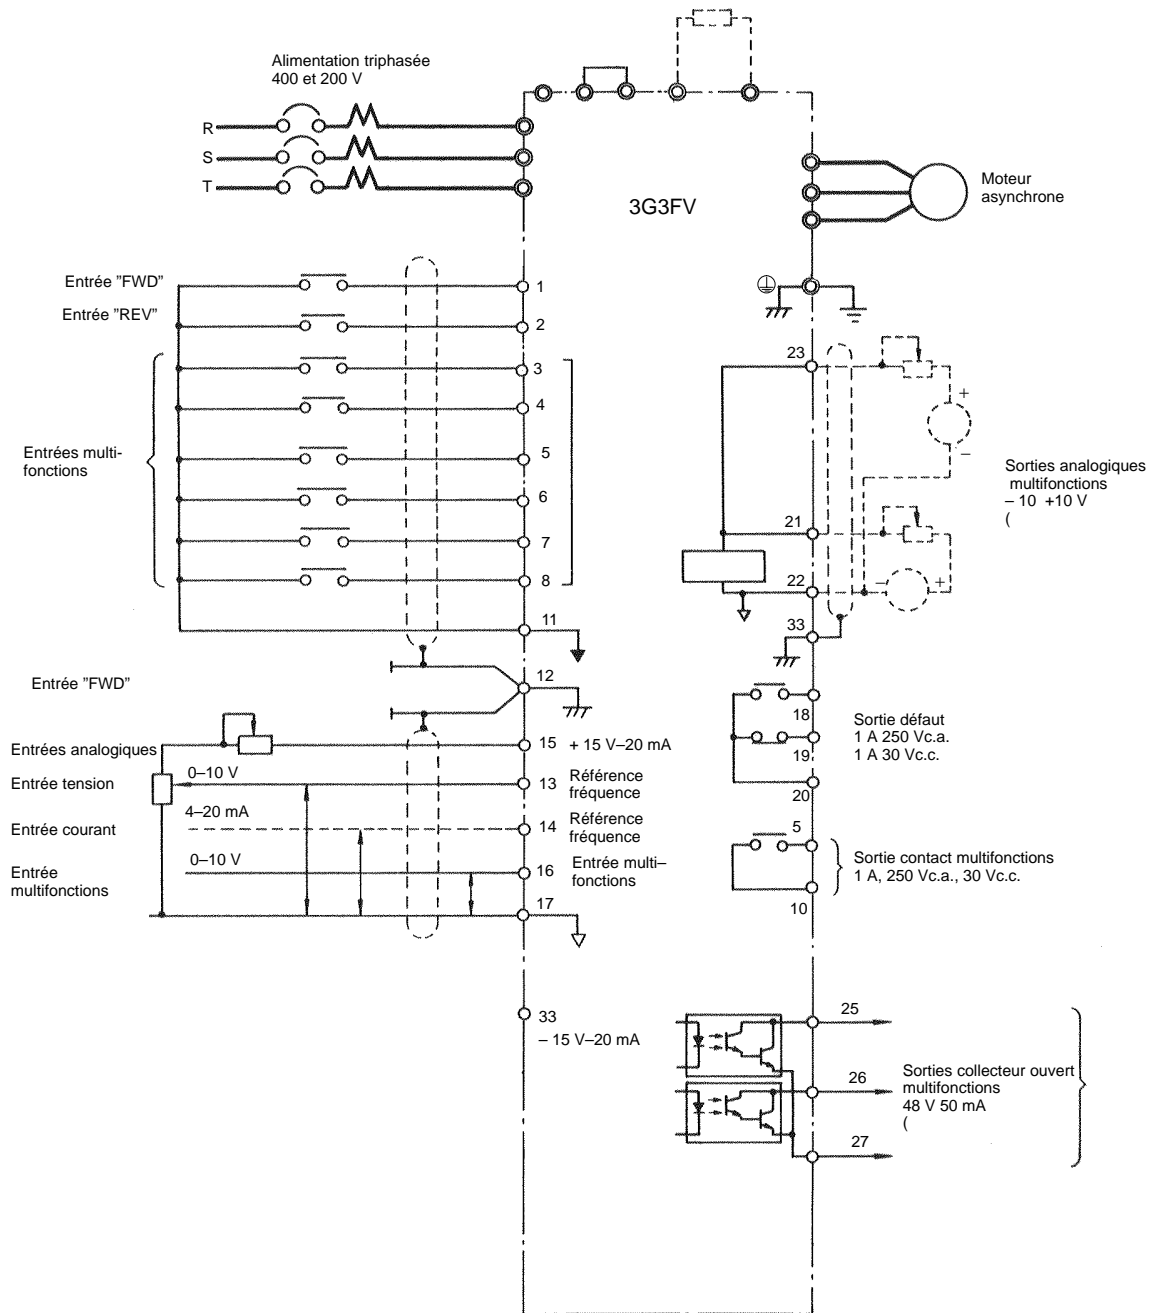 Alimentation triphasée
400 et 200 V
R
S
T
3G3FV
Moteur
asynchrone
Entrée "FWD"
1
Entrée "REV"
2
3
4
5
6
7
8
Entrées multi-
fonctions
11
12
Entrée "FWD"
Entrées analogiques
15
+ 15 V–20 mA
Entrée tension
0–10 V
13
Référence
fréquence
Entrée courant
4–20 mA
14
Référence
fréquence
Entrée
multifonctions
0–10 V
16
Entrée multi–
fonctions
17
33
– 15 V–20 mA
23
+
–
Sorties analogiques
multifonctions
– 10 +10 V
(
21
22
–
+
33
18
19
20
Sortie défaut
1 A 250 Vc.a.
1 A 30 Vc.c.
5
10
Sortie contact multifonctions
1 A, 250 Vc.a., 30 Vc.c.
25
26
27
Sorties collecteur ouvert
multifonctions
48 V 50 mA
(